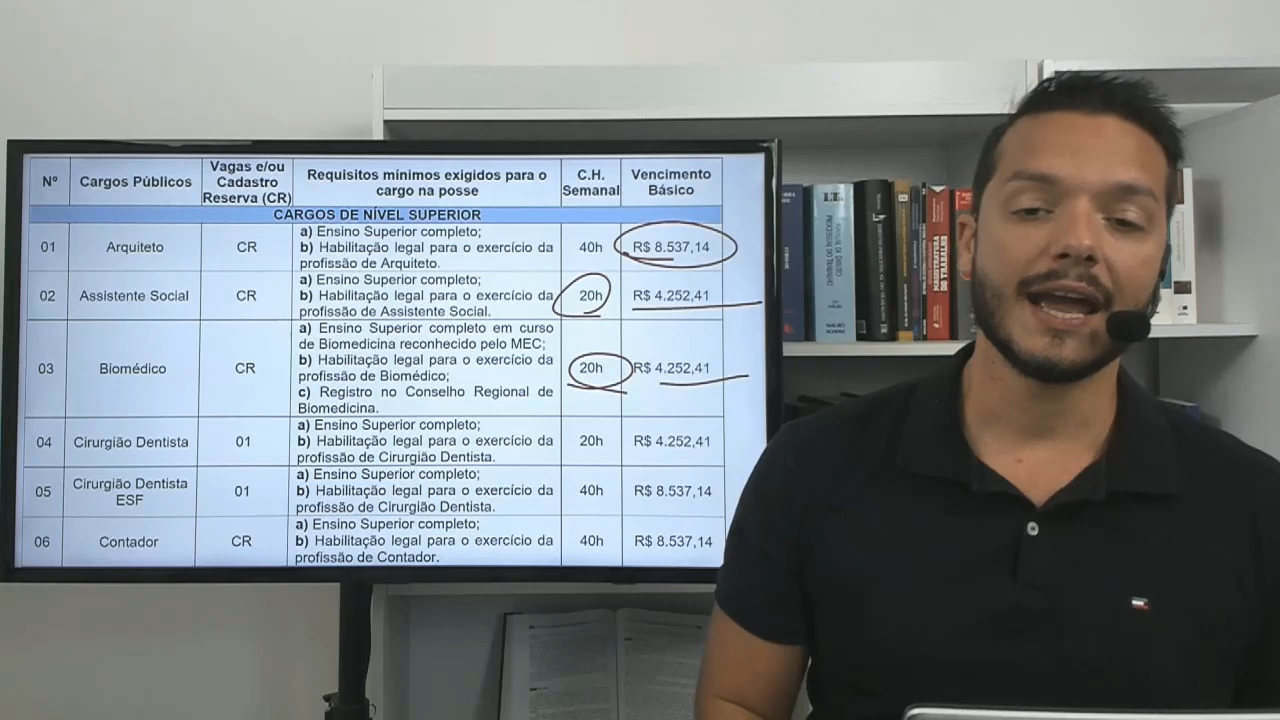 Nº
Cargos Públicos
Vagas e/ou
Cadastro
Reserva (CR)
Requisitos mínimos exigidos para o
cargo na posse
C.H.
Semanal
Vencimento
Básico
CARGOS DE NÍVEL SUPERIOR
01
Arquiteto
CR
a) Ensino Superior completo;
b) Habilitação legal para o exercício da
profissão de Arquiteto.
40h
R$ 8.537,14
02
Assistente Social
CR
a) Ensino Superior completo;
b) Habilitação legal para o exercício da
profissão de Assistente Social.
20h
R$ 4.252,41
03
Biomédico
CR
a) Ensino Superior completo em curso
de Biomedicina reconhecido pelo MEC;
b) Habilitação legal para o exercício da
profissão de Biomédico;
c) Registro no Conselho Regional de
Biomedicina.
20h
R$ 4.252,41
04
Cirurgião Dentista
01
a) Ensino Superior completo;
b) Habilitação legal para o exercício da
profissão de Cirurgião Dentista.
20h
R$ 4.252,41
05
Cirurgião Dentista
ESF
01
a) Ensino Superior completo;
b) Habilitação legal para o exercício da
profissão de Cirurgião Dentista.
40h
R$ 8.537,14
06
Contador
CR
a) Ensino Superior completo;
b) Habilitação legal para o exercício da
profissão de Contador.
40h
R$ 8.537,14
MAGISTRATURA
DO TRABALHO